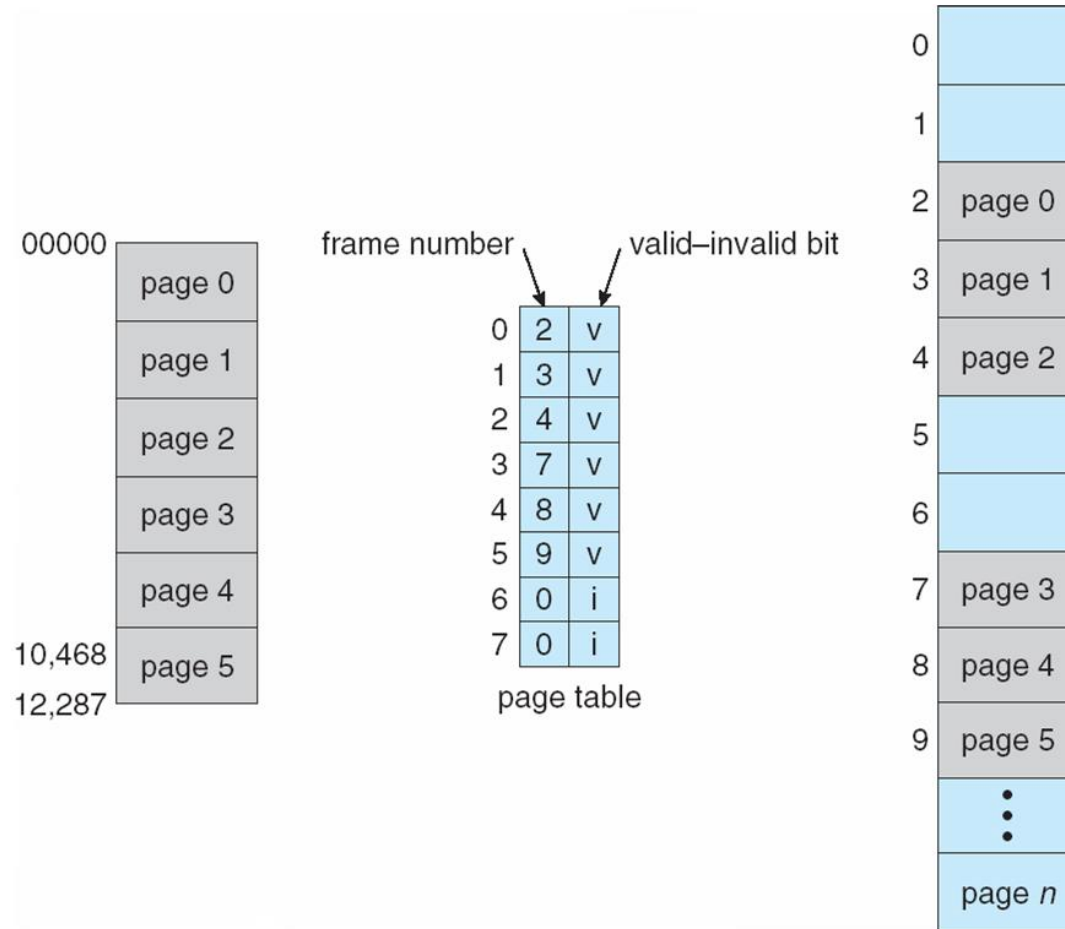 00000
page 0
page 1
page 2
page 3
page 4
10,468
page 5
12,287
frame number
valid–invalid bit
0 2 v
1 3 v
2 4 v
3 7 v
4 8 v
5 9 v
6 0 i
7 0 i
page table
0
1
2 page 0
3 page 1
4 page 2
5
6
7 page 3
8 page 4
9 page 5
page n